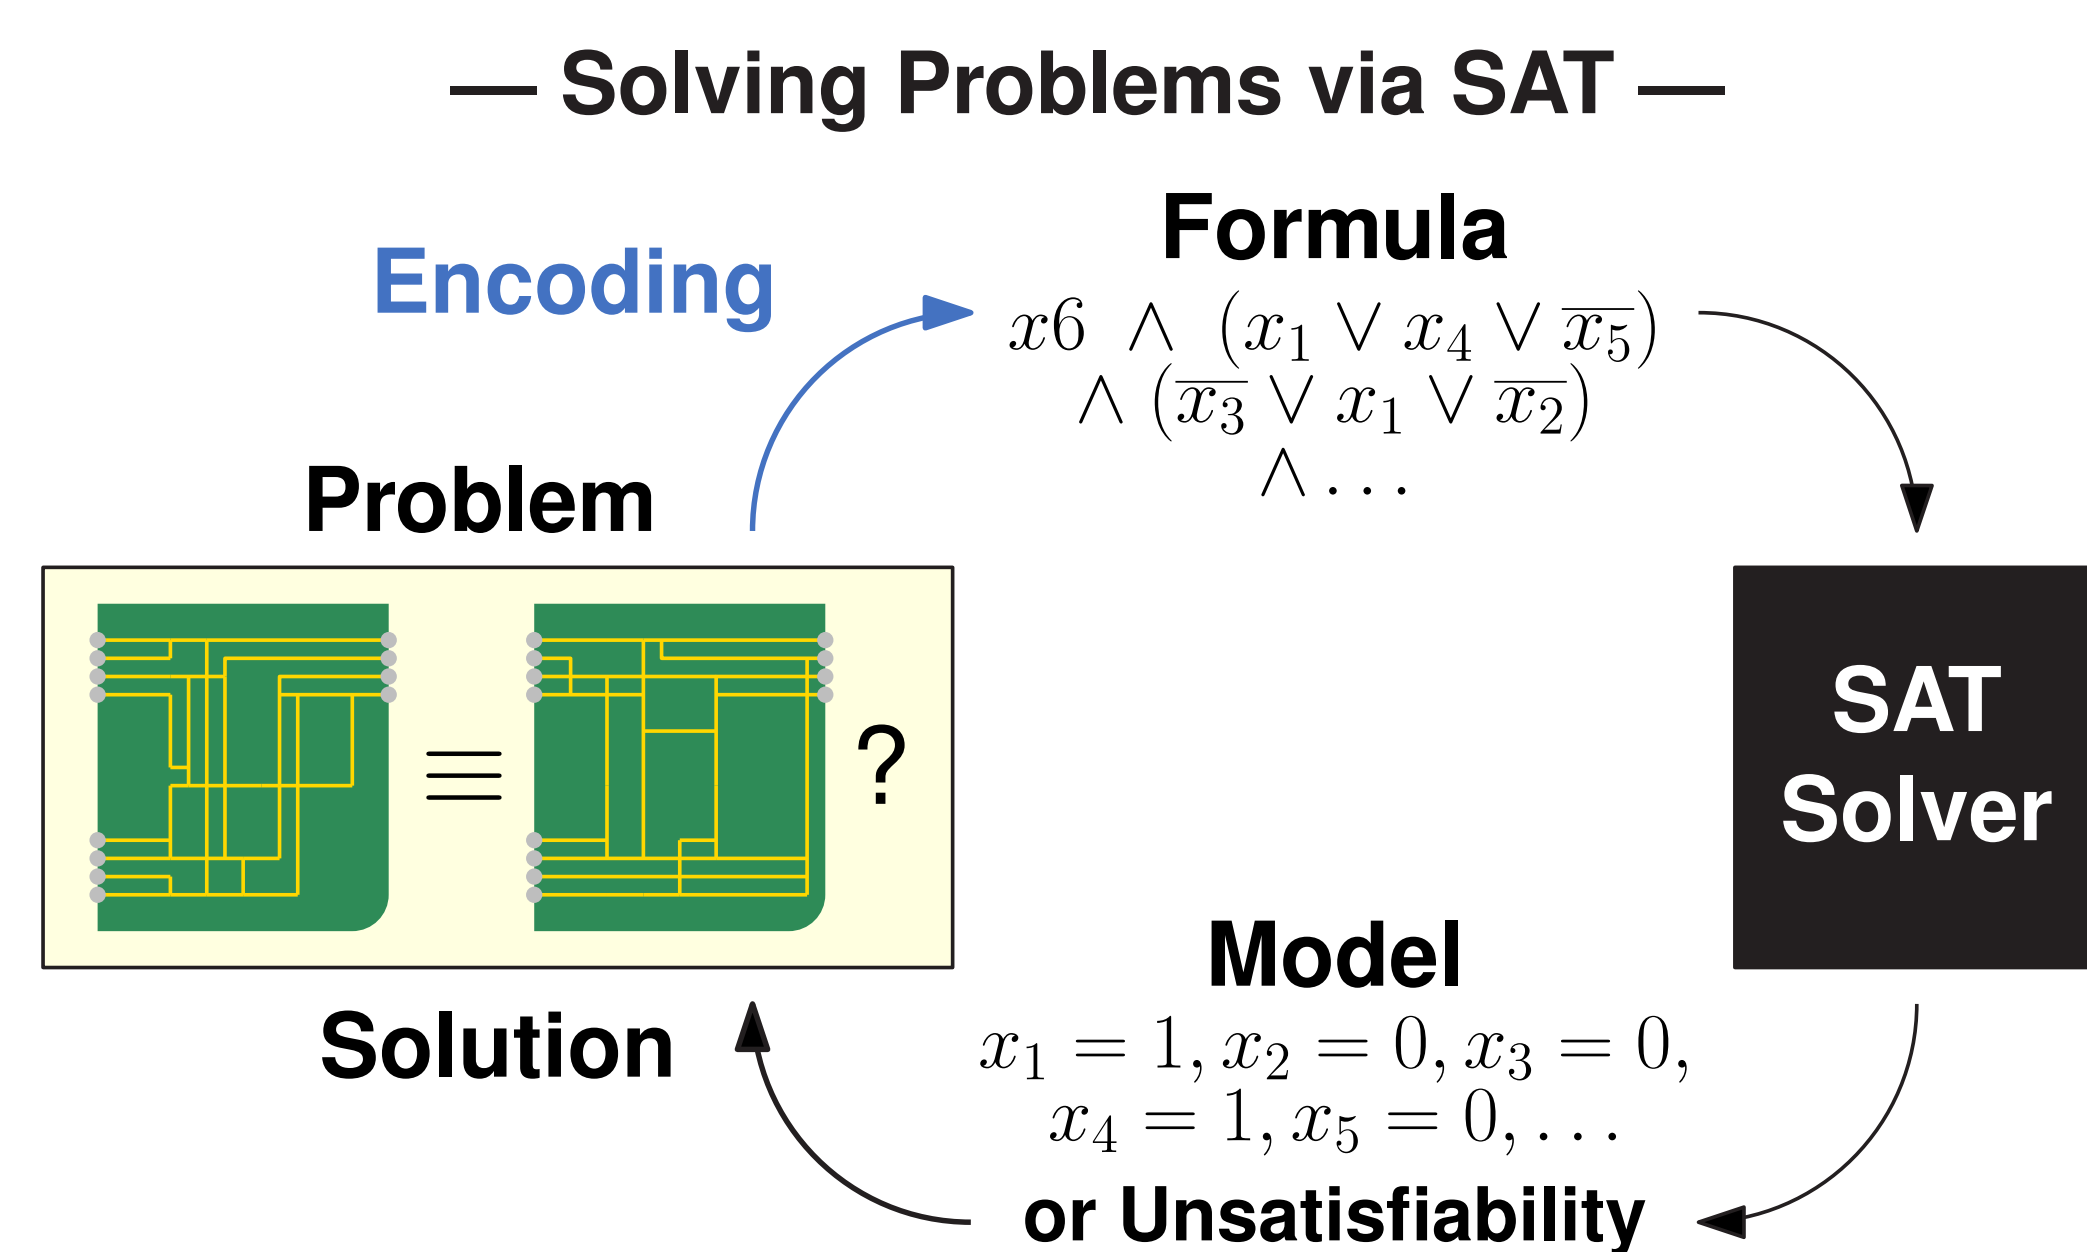 — Solving Problems via SAT —
Encoding
Formula
x6 ∧ (x₁ ∨ x₄ ∨ x̅₅)
∧ (x̅₃ ∨ x₁ ∨ x̅₂)
∧ . . .
Problem
≡ ?
SAT
Solver
Model
x₁ = 1, x₂ = 0, x₃ = 0,
x₄ = 1, x₅ = 0, . . .
or Unsatisfiability
Solution